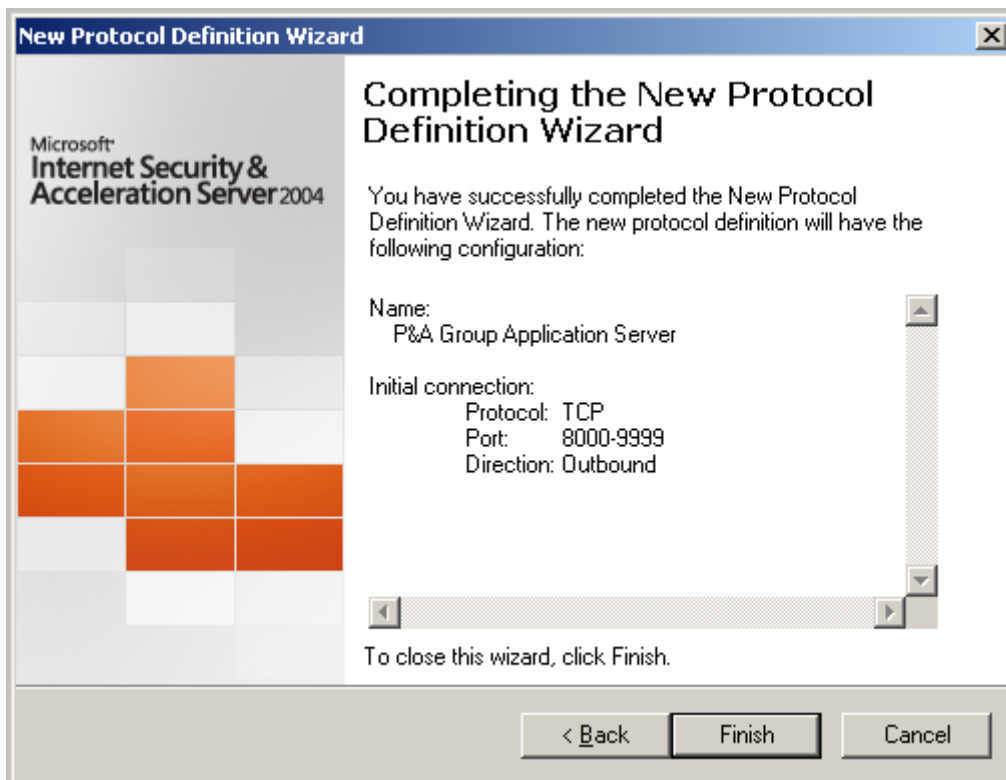 New Protocol Definition Wizard
Microsoft
Internet Security &
Acceleration Server 2004
Completing the New Protocol
Definition Wizard
You have successfully completed the New Protocol
Definition Wizard. The new protocol definition will have the
following configuration:
Name:
P&A Group Application Server
Initial connection:
Protocol: TCP
Port: 8000-9999
Direction: Outbound
To close this wizard, click Finish.
< Back
Finish
Cancel